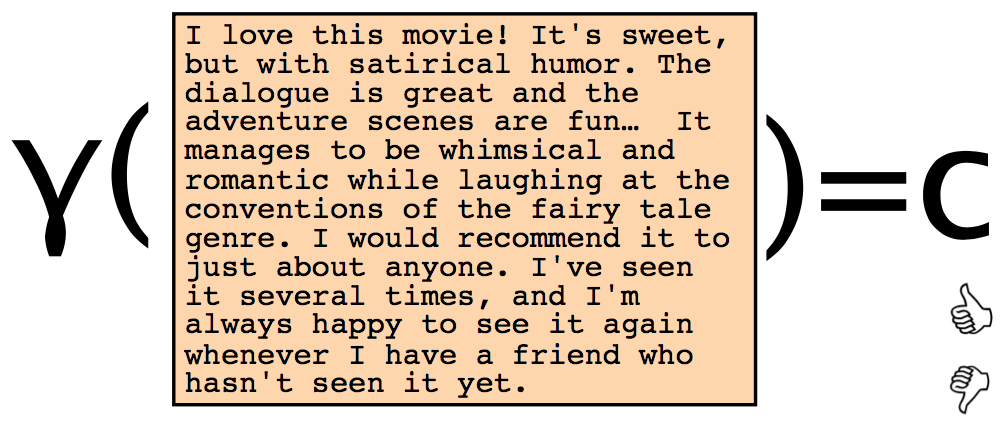 γ(
I love this movie! It's sweet,
but with satirical humor. The
dialogue is great and the
adventure scenes are fun…  It
manages to be whimsical and
romantic while laughing at the
conventions of the fairy tale
genre. I would recommend it to
just about anyone. I've seen
it several times, and I'm
always happy to see it again
whenever I have a friend who
hasn't seen it yet.
)=c